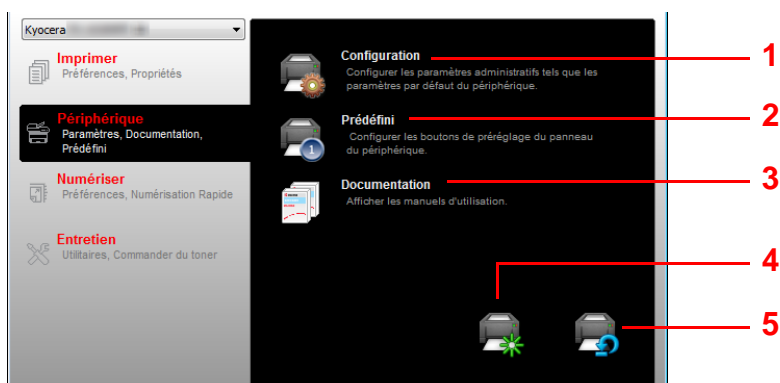 Kyocera
Imprimer
Préférences, Propriétés
Périphérique
Paramètres, Documentation,
Prédéfini
Numériser
Préférences, Numérisation Rapide
Entretien
Utilitaires, Commander du toner
Configuration
Configurer les paramètres administratifs tels que les
paramètres par défaut du périphérique.
Prédéfini
Configurer les boutons de préréglage du panneau
du périphérique.
1
Documentation
Afficher les manuels d'utilisation.
1
2
3
4
5